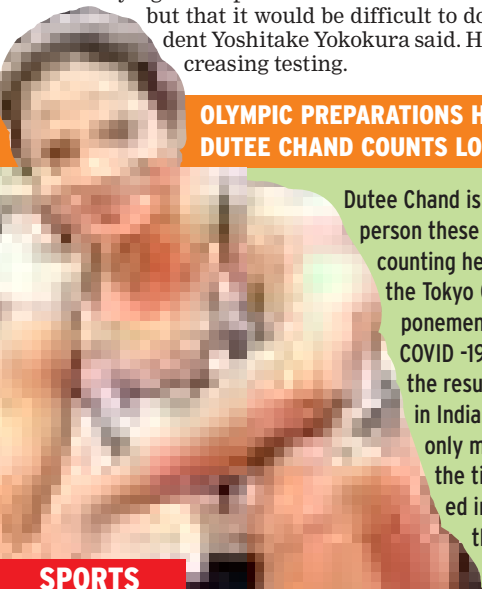 but that it would be difficult to do
dent Yoshitake Yokokura said. H
creasing testing.
OLYMPIC PREPARATIONS H
DUTEE CHAND COUNTS LO
Dutee Chand is
person these
counting he
the Tokyo
ponemen
COVID -19
the resu
in India
only m
the ti
ed in
th
SPORTS